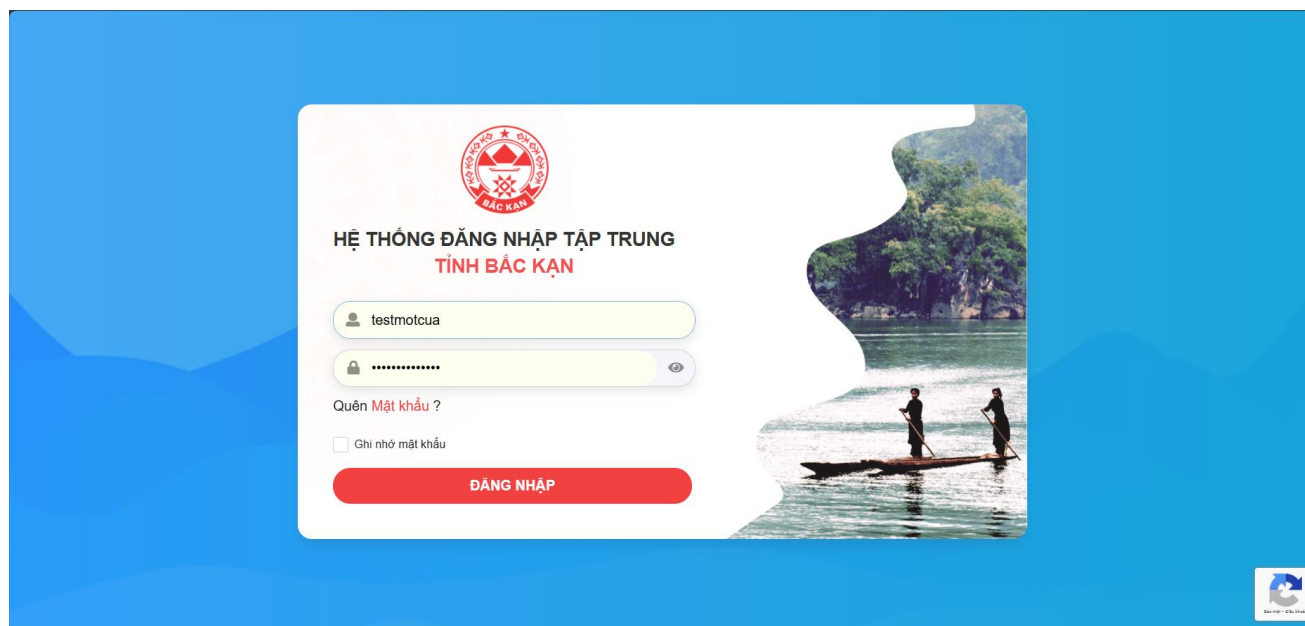 BẮC KẠN
HỆ THỐNG ĐĂNG NHẬP TẬP TRUNG
TỈNH BẮC KẠN
testmotcua
••••••••••••••
Quên Mật khẩu ?
Ghi nhớ mật khẩu
ĐĂNG NHẬP